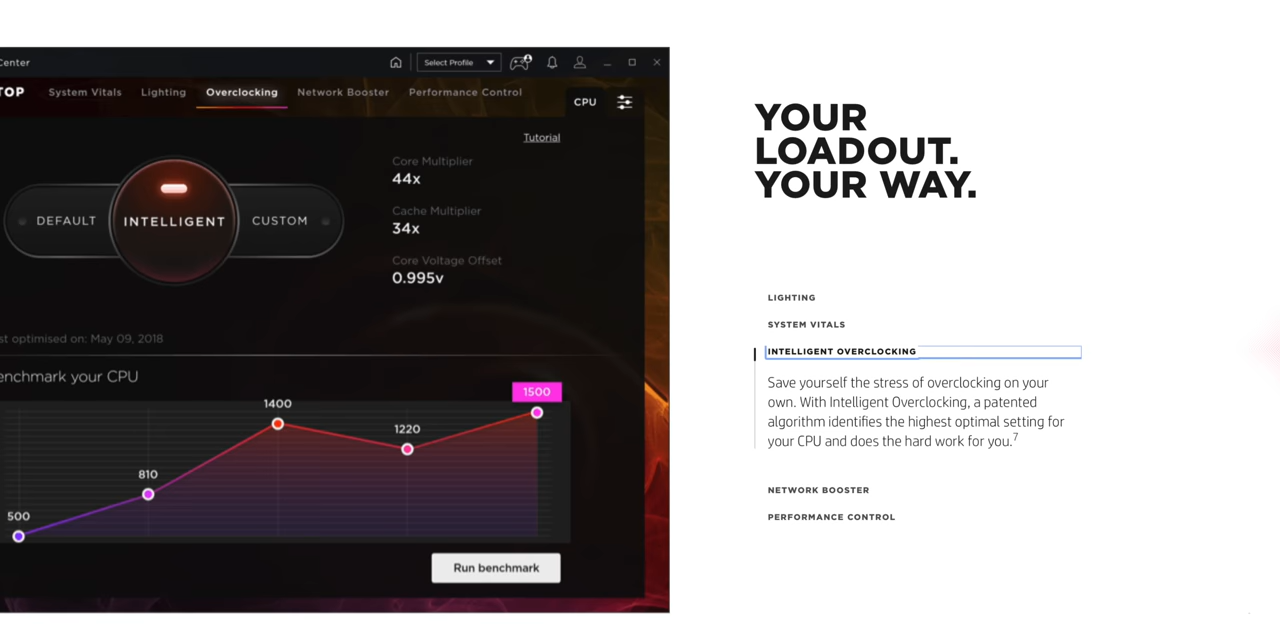 Center
Select Profile
TOP
System Vitals
Lighting
Overclocking
Network Booster
Performance Control
CPU
Tutorial
DEFAULT
INTELLIGENT
CUSTOM
Core Multiplier
44x
Cache Multiplier
34x
Core Voltage Offset
0.995v
st optimised on: May 09, 2018
enchmark your CPU
500
810
1400
1220
1500
Run benchmark
YOUR
LOADOUT.
YOUR WAY.
LIGHTING
SYSTEM VITALS
INTELLIGENT OVERCLOCKING
Save yourself the stress of overclocking on your
own. With Intelligent Overclocking, a patented
algorithm identifies the highest optimal setting for
your CPU and does the hard work for you.7
NETWORK BOOSTER
PERFORMANCE CONTROL